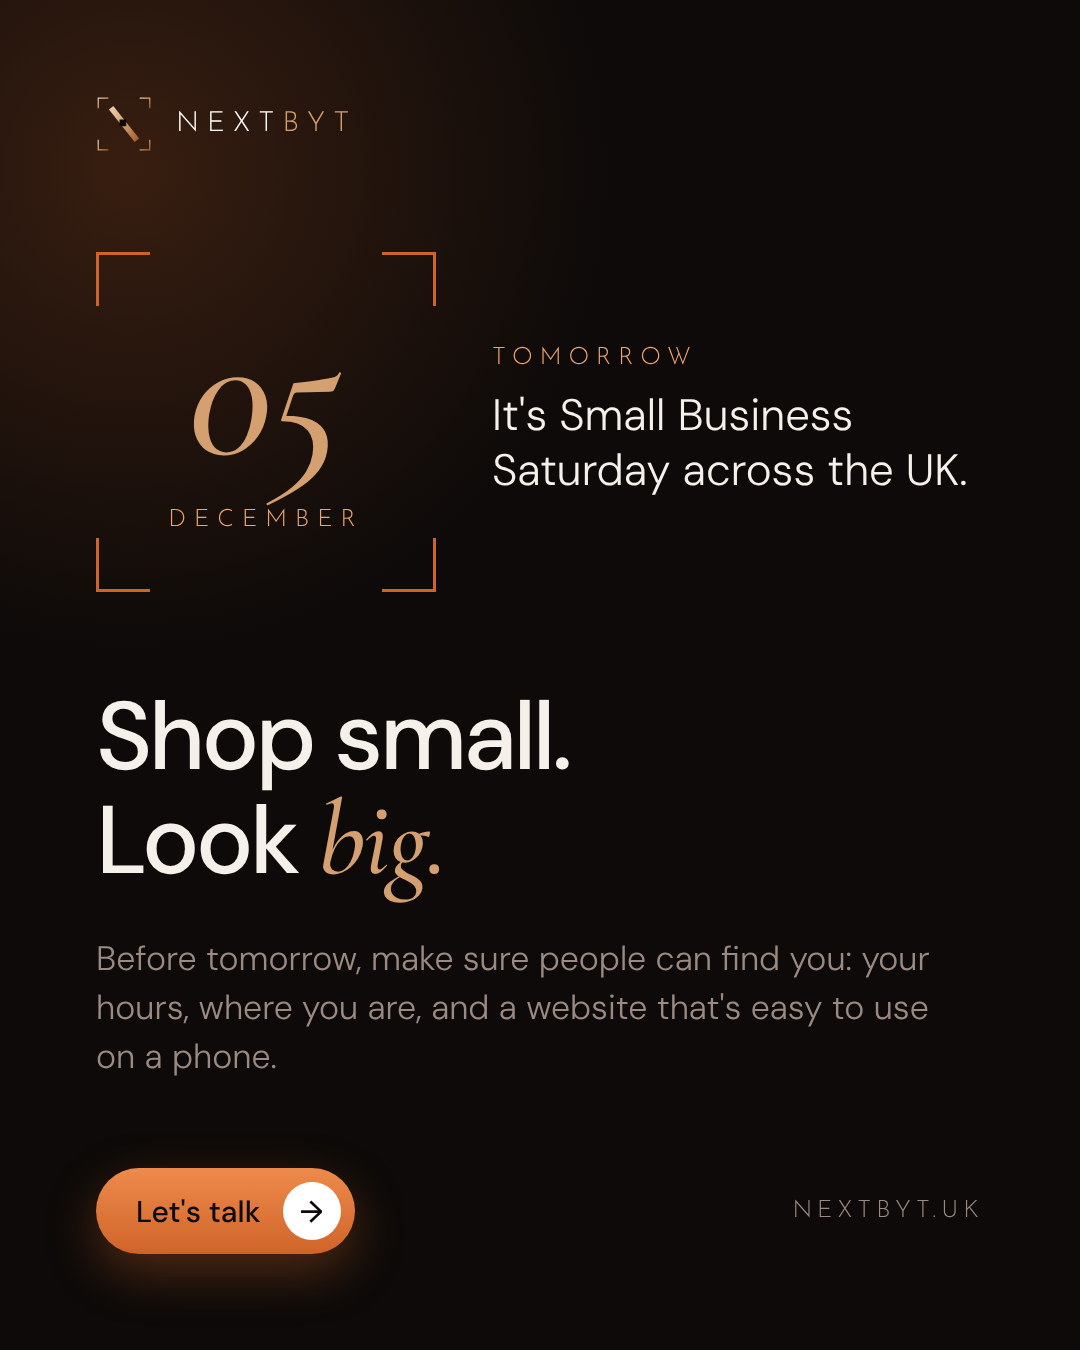 NEXTBYT
05
DECEMBER
TOMORROW
It's Small Business
Saturday across the UK.
Shop small.
Look big.
Before tomorrow, make sure people can find you: your
hours, where you are, and a website that's easy to use
on a phone.
Let's talk
NEXTBYT.UK